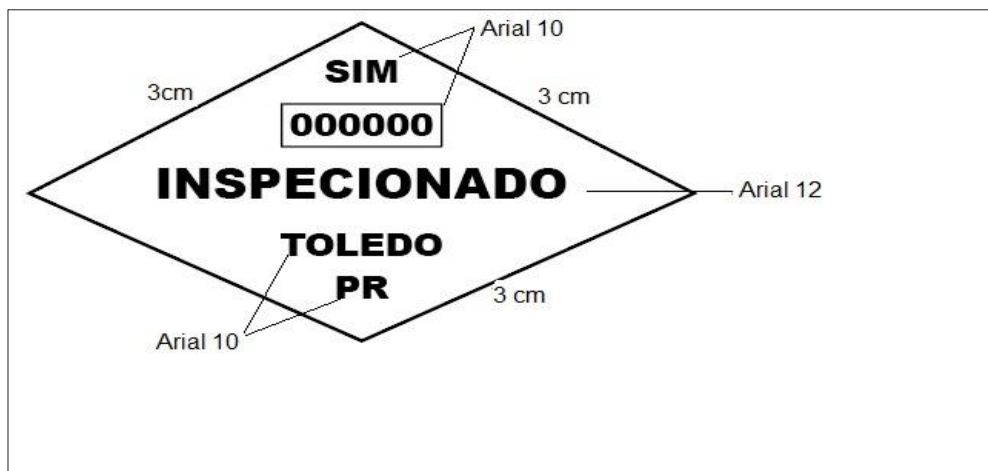 Arial 10
SIM
3cm
3 cm
000000
INSPECIONADO
Arial 12
TOLEDO
PR
3 cm
Arial 10